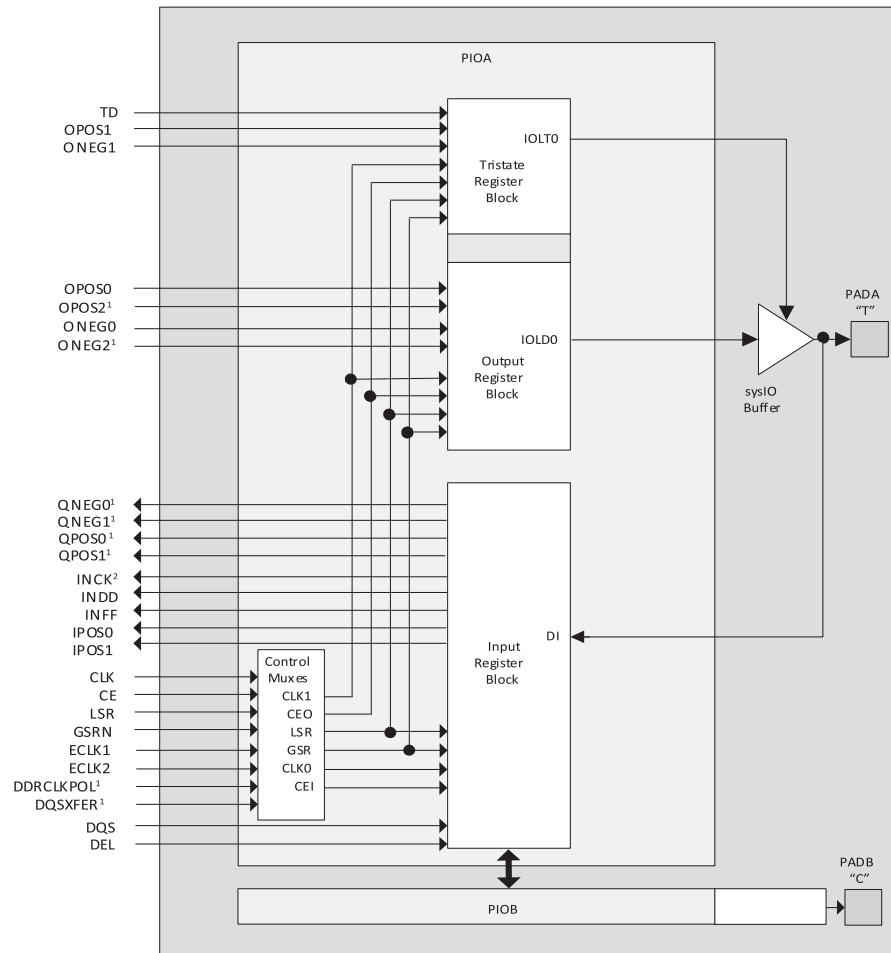 PIOA
TD
OPOS1
ONEG1
IOLT0
Tristate
Register
Block
OPOS0
OPOS2¹
ONEG0
ONEG2¹
IOLD0
Output
Register
Block
sysIO
Buffer
PADA
“T”
QNEG0¹
QNEG1¹
QPOS0¹
QPOS1¹
INCK²
INDD
INFF
IPOS0
IPOS1
DI
Input
Register
Block
CLK
CE
LSR
GSRN
ECLK1
ECLK2
DDRCLKPOL¹
DQSXFER¹
DQS
DEL
Control
Muxes
CLK1
CEO
LSR
GSR
CLK0
CEI
PADB
“C”
PIOB